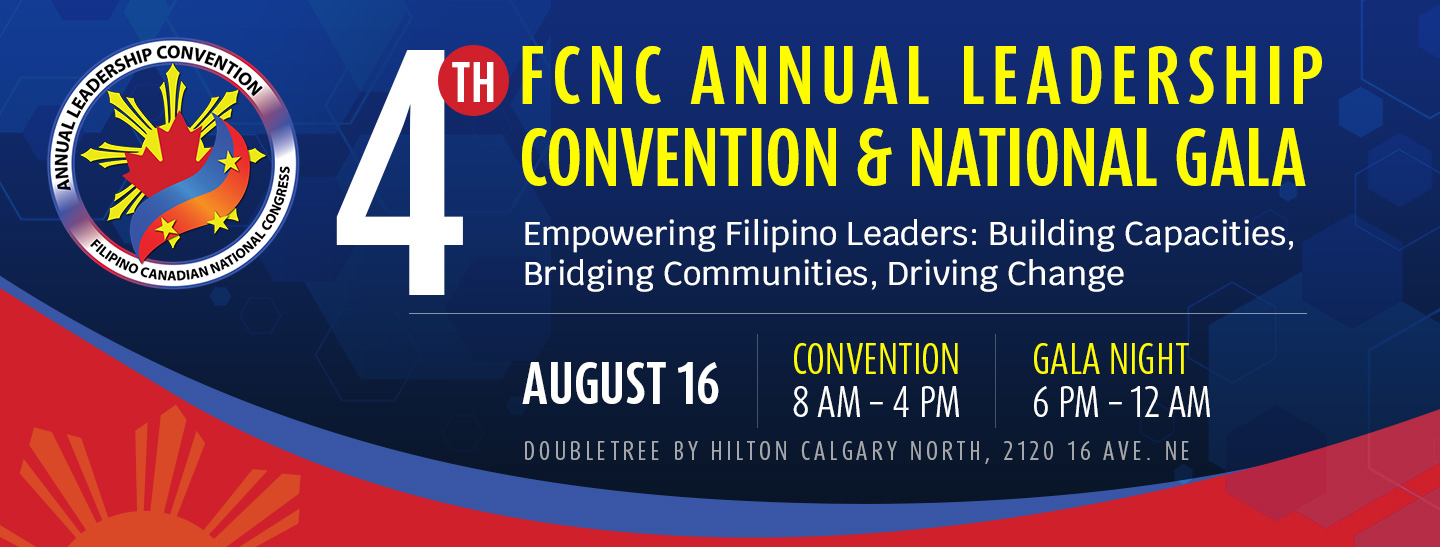 ANNUAL LEADERSHIP CONVENTION
FILIPINO CANADIAN NATIONAL CONGRESS
4TH
FCNC ANNUAL LEADERSHIP
CONVENTION & NATIONAL GALA
Empowering Filipino Leaders: Building Capacities,
Bridging Communities, Driving Change
AUGUST 16
CONVENTION
8 AM – 4 PM
GALA NIGHT
6 PM – 12 AM
DOUBLETREE BY HILTON CALGARY NORTH, 2120 16 AVE. NE